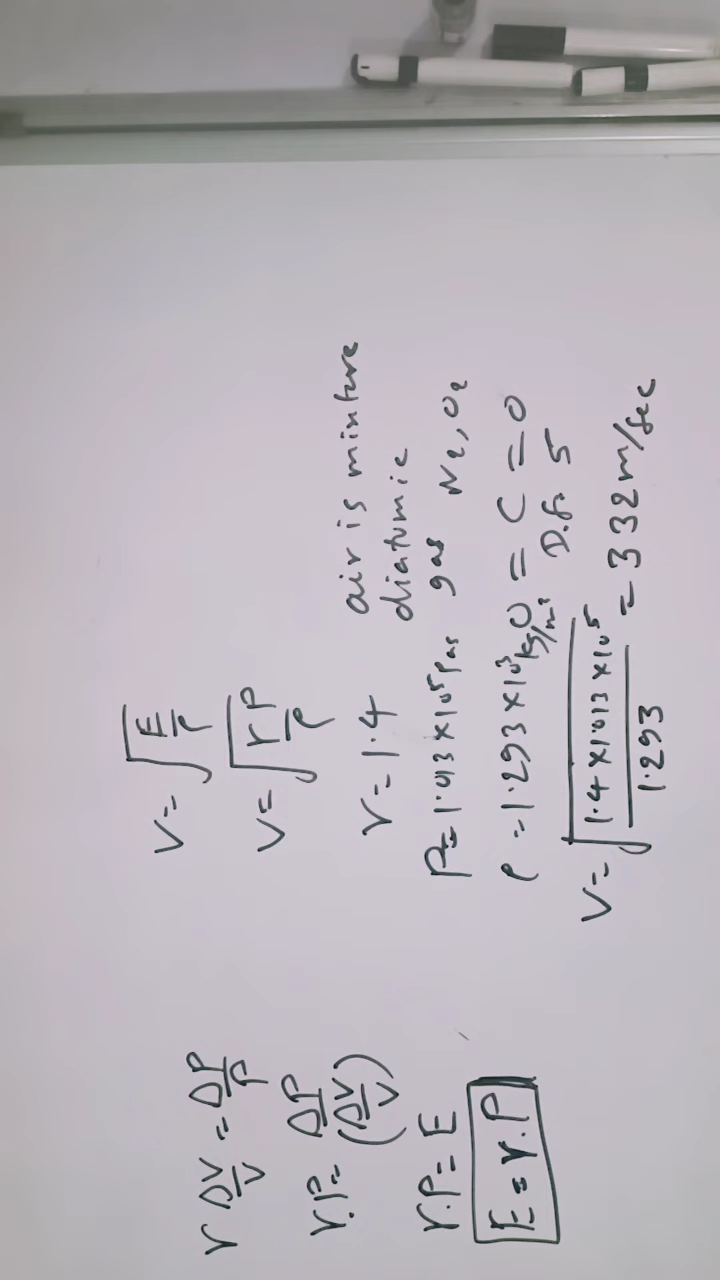 γ ΔV/V = ΔP/P
γ.P = ΔP/(ΔV/V)
γ.P = E
E = γ.P
V = √(E/ρ)
V = √(γP/ρ)
γ = 1.4
air is mixture
diatomic
P = 1.013 × 10⁵ Pas gas N₂, O₂
ρ = 1.293 × 10³ kg/m³ O = C = O
D.f. 5
V = √(1.4 × 1.013 × 10⁵/1.293) = 332 m/sec